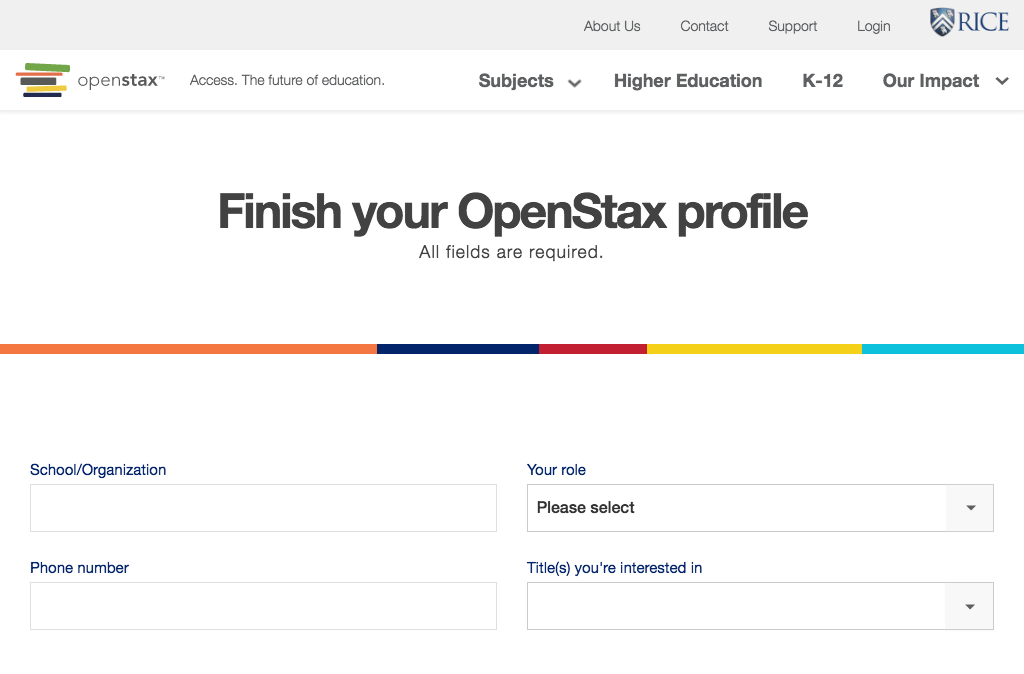 About Us Contact Support Login RICE
openstax™ Access. The future of education. Subjects Higher Education K-12 Our Impact
Finish your OpenStax profile
All fields are required.
School/Organization Your role
Please select
Phone number Title(s) you're interested in